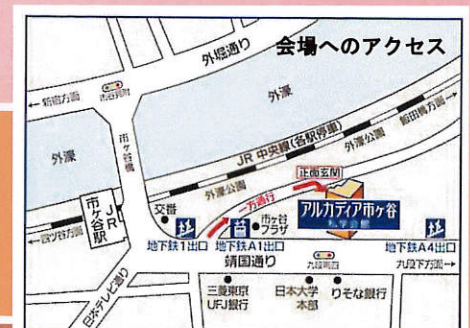 会場へのアクセス
外堀通り
市谷見附
← 新宿方面
外濠
飯田橋方面 →
市ヶ谷橋
外濠
JR 中央線(各駅停車)
外濠公園
外濠公園
正面玄関
一方通行
交番
市ヶ谷プラザ
アルカディア市ヶ谷
私学会館
JR
市ヶ谷駅
← 四ツ谷方面
地下鉄1出口
地下鉄A1出口
地下鉄A4出口
靖国通り
九段南四
九段下方面 →
日本テレビ通り
三菱東京
UFJ銀行
日本大学
本部
りそな銀行